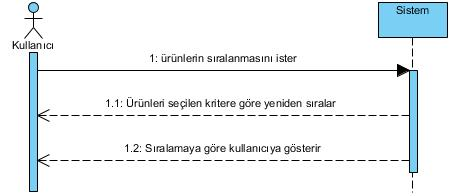 Sistem
Kullanıcı
1: ürünlerin sıralanmasını ister
1.1: Ürünleri seçilen kritere göre yeniden sıralar
1.2: Sıralamaya göre kullanıcıya gösterir